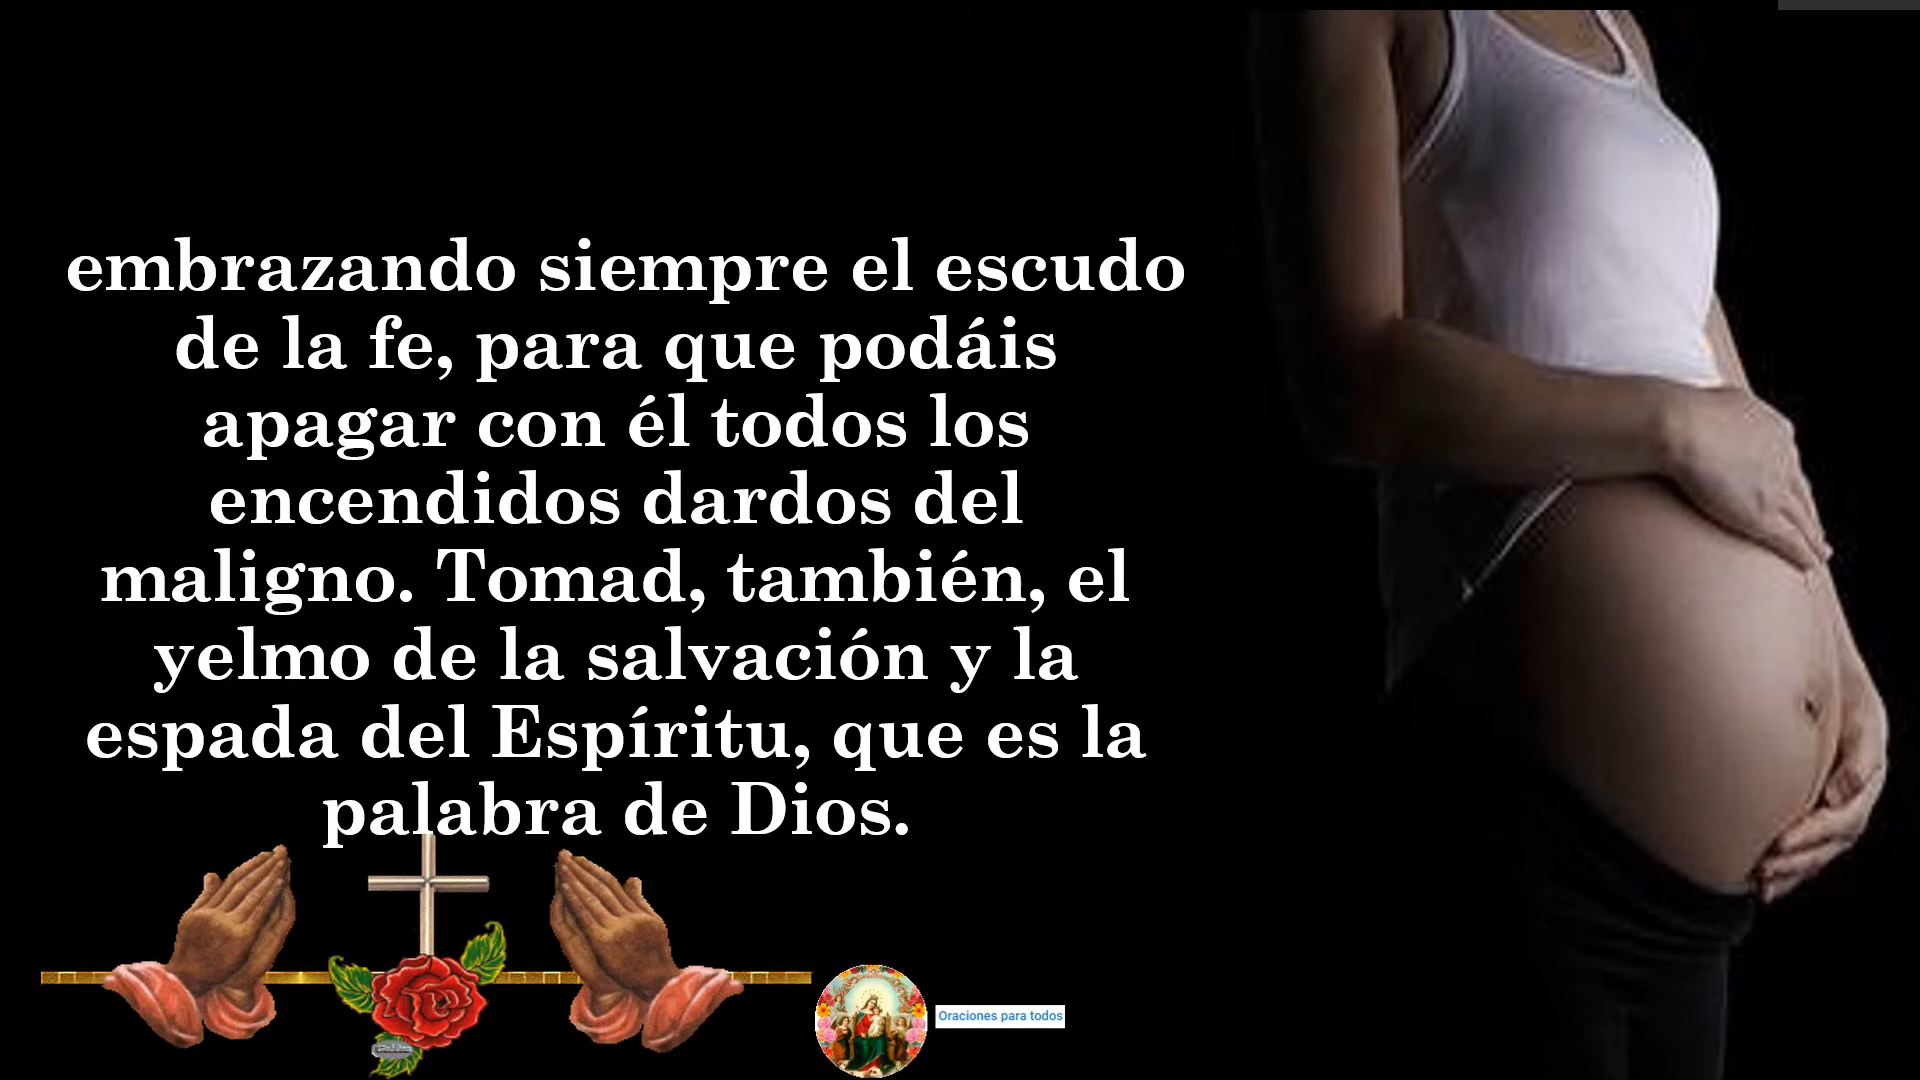 embrazando siempre el escudo
de la fe, para que podáis
apagar con él todos los
encendidos dardos del
maligno. Tomad, también, el
yelmo de la salvación y la
espada del Espíritu, que es la
palabra de Dios.
Oraciones para todos